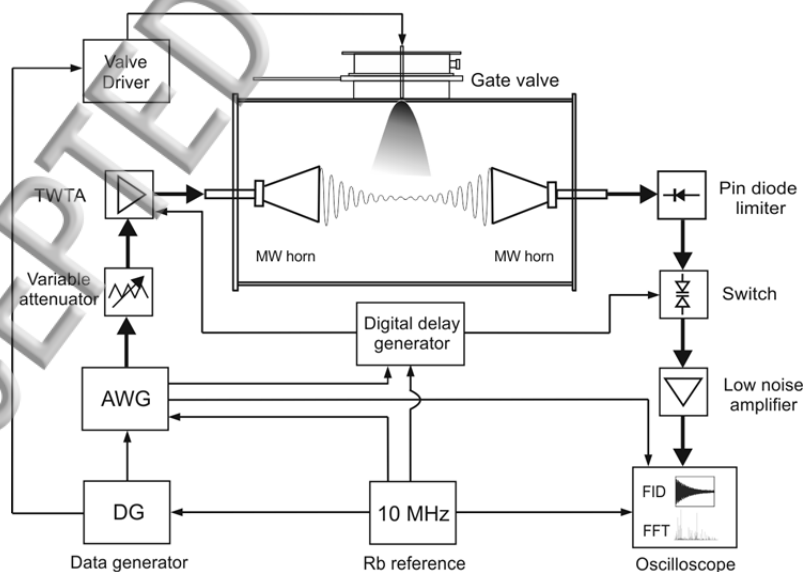 Valve
Driver
Gate valve
TWTA
Pin diode
limiter
MW horn
MW horn
Variable
attenuator
Switch
Digital delay
generator
AWG
Low noise
amplifier
DG
10 MHz
FID
FFT
Data generator
Rb reference
Oscilloscope
EPTED